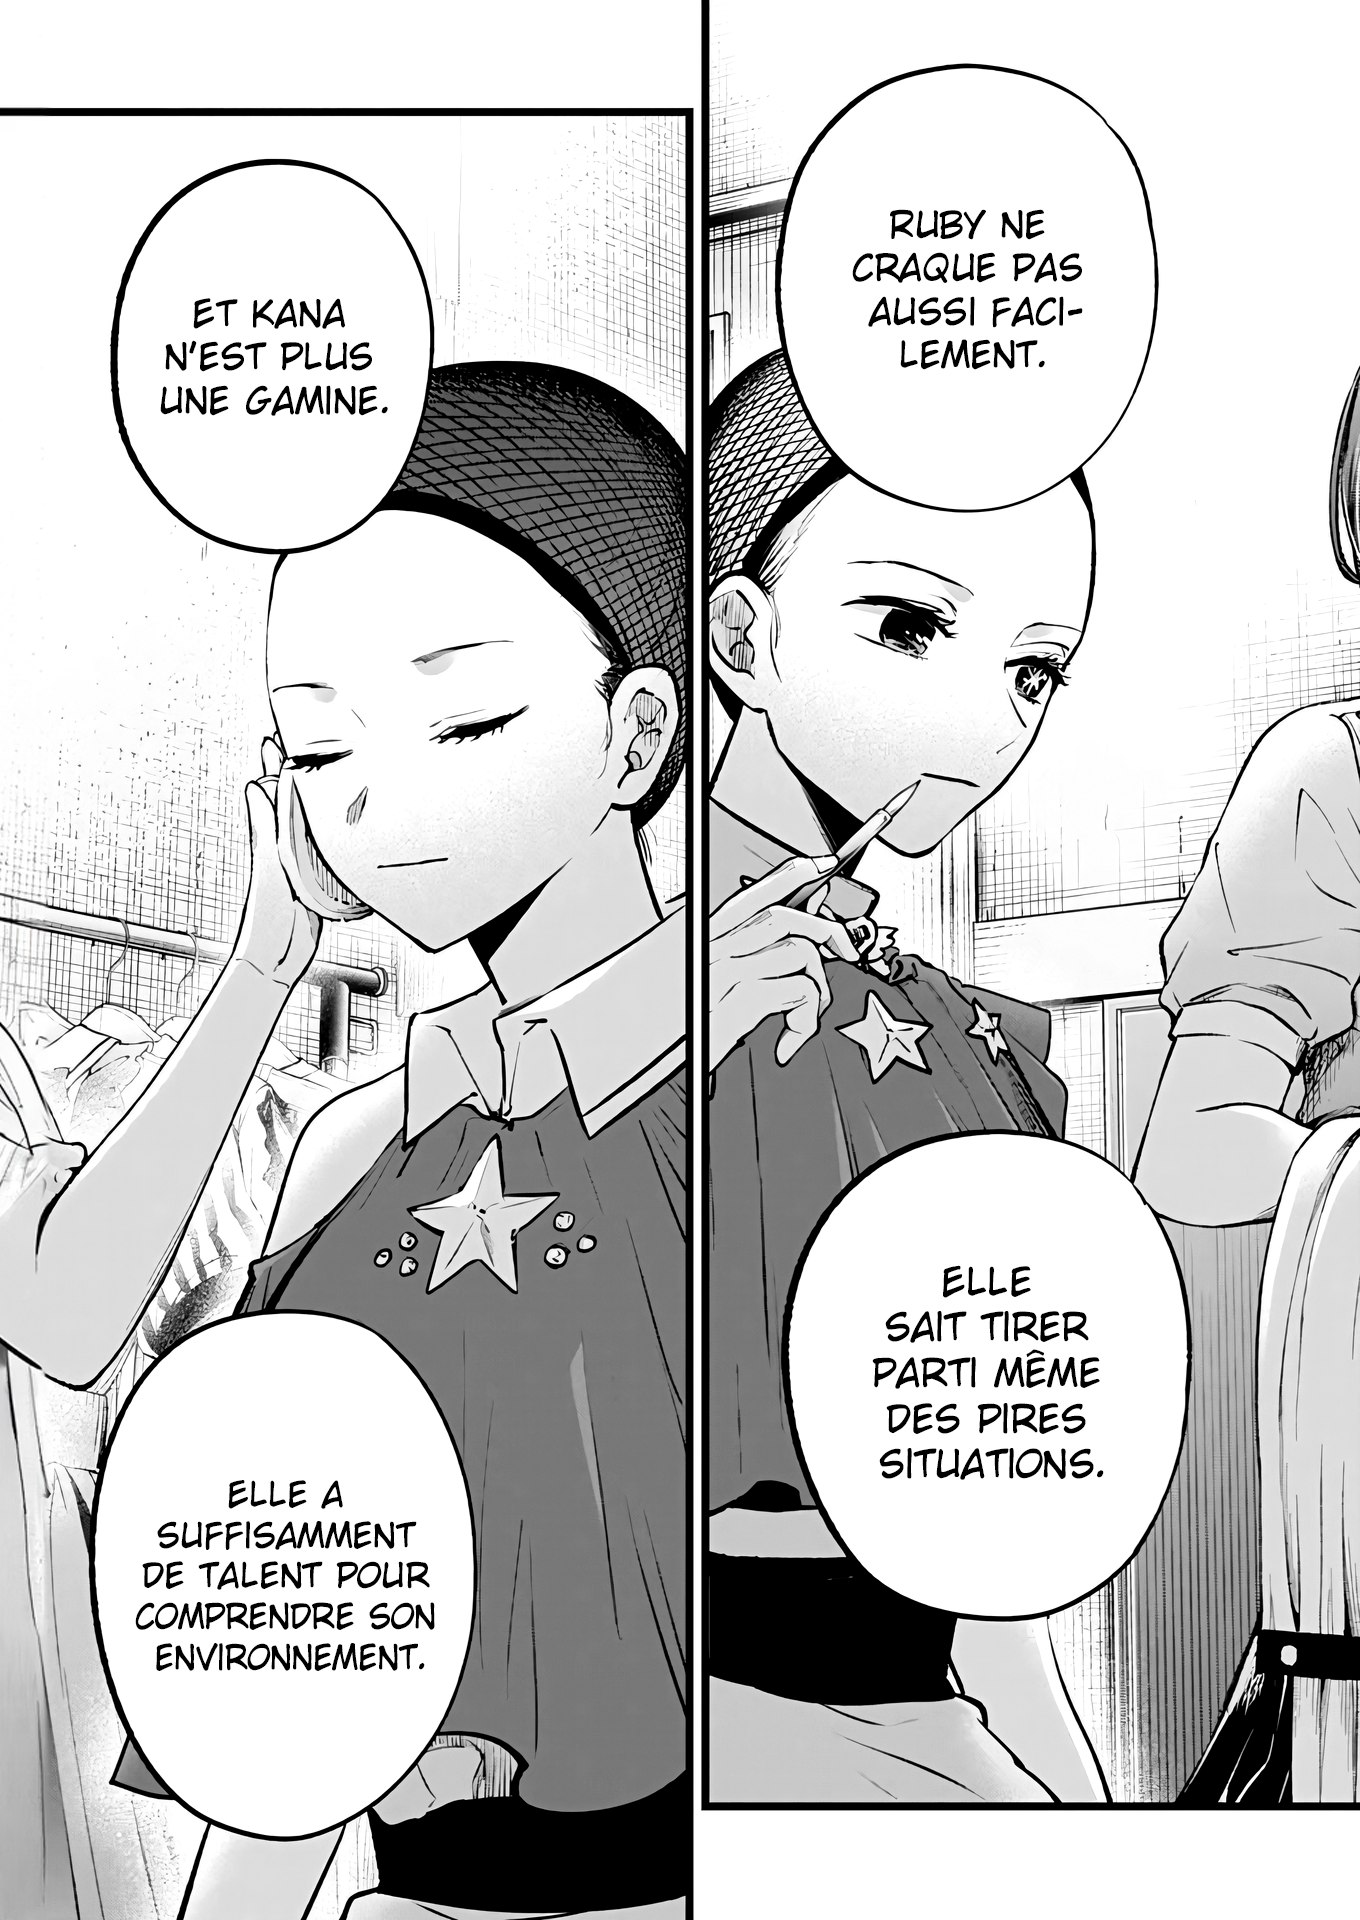 RUBY NE
CRAQUE PAS
AUSSI FACI-
LEMENT.
ELLE
SAIT TIRER
PARTI MÊME
DES PIRES
SITUATIONS.
ET KANA
N'EST PLUS
UNE GAMINE.
ELLE A
SUFFISAMMENT
DE TALENT POUR
COMPRENDRE SON
ENVIRONNEMENT.